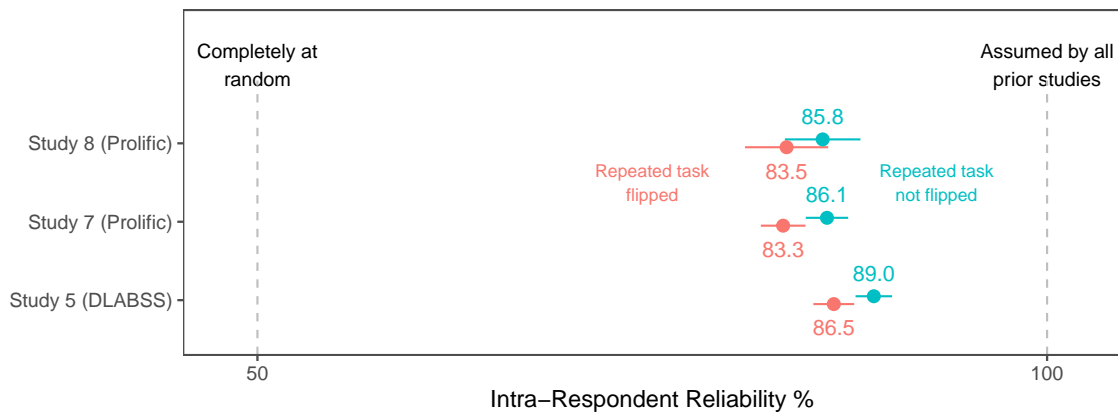 Completely at
random
Assumed by all
prior studies
Study 8 (Prolific)
85.8
83.5
Repeated task
flipped
Repeated task
not flipped
Study 7 (Prolific)
86.1
83.3
Study 5 (DLABSS)
89.0
86.5
50
100
Intra−Respondent Reliability %